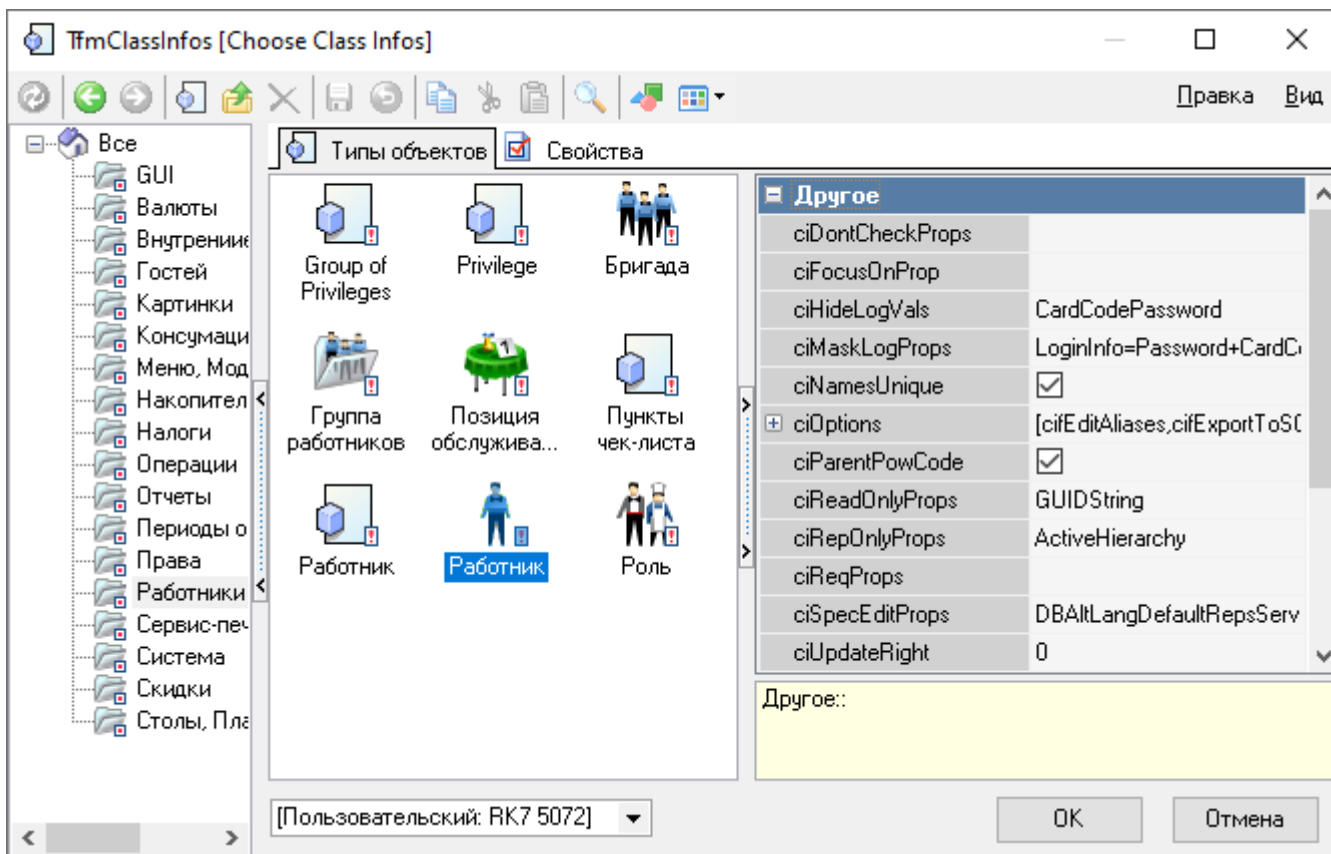 TfmClassInfos [Choose Class Infos]
Правка Вид
Все
GUI
Валюты
Внутренние
Гостей
Картинки
Консумаци
Меню, Мод
Накопител
Налоги
Операции
Отчеты
Периоды о
Права
Работники
Сервис-печ
Система
Скидки
Столы, Пла
Типы объектов Свойства
Group of
Privileges
Privilege
Бригада
Группа
работников
Позиция
обслужива...
Пункты
чек-листа
Работник
Работник
Роль
Другое
ciDontCheckProps
ciFocusOnProp
ciHideLogVals CardCodePassword
ciMaskLogProps LoginInfo=Password+CardCo
ciNamesUnique
ciOptions [cifEditAliases,cifExportToSQ
ciParentPowCode
ciReadOnlyProps GUIDString
ciRepOnlyProps ActiveHierarchy
ciReqProps
ciSpecEditProps DBAltLangDefaultRepsServ
ciUpdateRight 0
Другое::
[Пользовательский: RK7 5072]
OK
Отмена